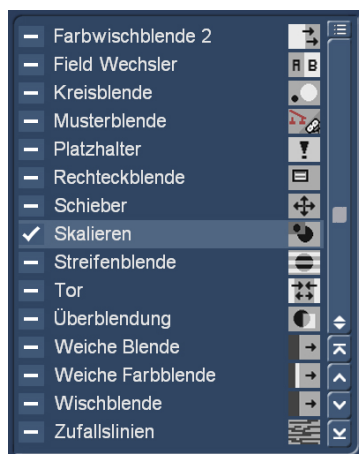 Farbwischblende 2
Field Wechsler
A B
Kreisblende
Musterblende
Platzhalter
Rechteckblende
Schieber
Skalieren
Streifenblende
Tor
Überblendung
Weiche Blende
Weiche Farbblende
Wischblende
Zufallslinien